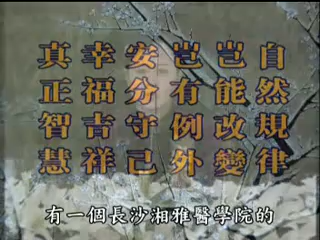 自然規律
豈能改變
豈有例外
安分守己
幸福吉祥
真正智慧
有一個長沙湘雅醫學院的